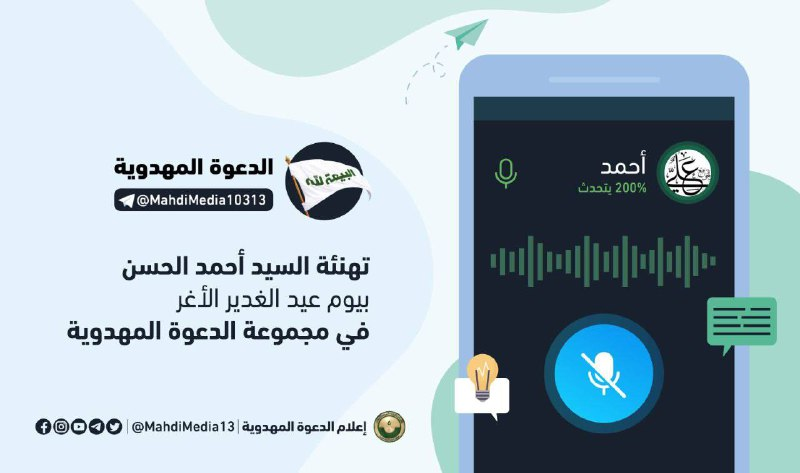 أحمد
200% يتحدث
الدعوة المهدوية
البيعة لله
@MahdiMedia10313
تهنئة السيد أحمد الحسن
بيوم عيد الغدير الأغر
في مجموعة الدعوة المهدوية
إعلام الدعوة المهدوية | @MahdiMedia13